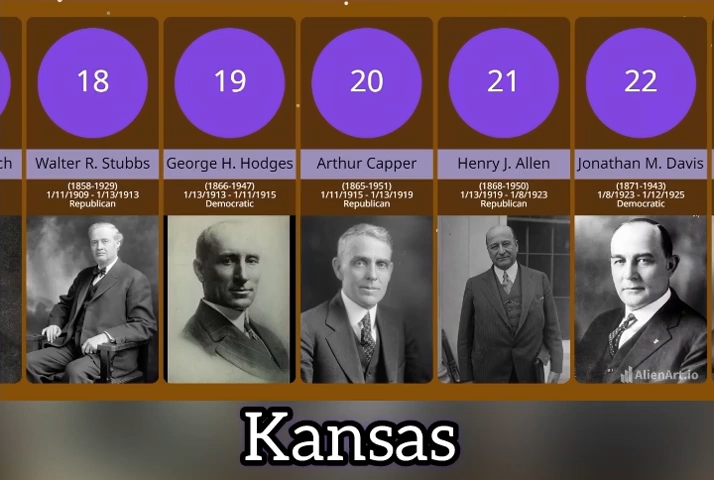 18
19
20
21
22
ch
Walter R. Stubbs
George H. Hodges
Arthur Capper
Henry J. Allen
Jonathan M. Davis
(1858-1929)
1/11/1909 - 1/13/1913
Republican
(1866-1947)
1/13/1913 - 1/11/1915
Democratic
(1865-1951)
1/11/1915 - 1/13/1919
Republican
(1868-1950)
1/13/1919 - 1/8/1923
Republican
(1871-1943)
1/8/1923 - 1/12/1925
Democratic
AlienArt.io
Kansas